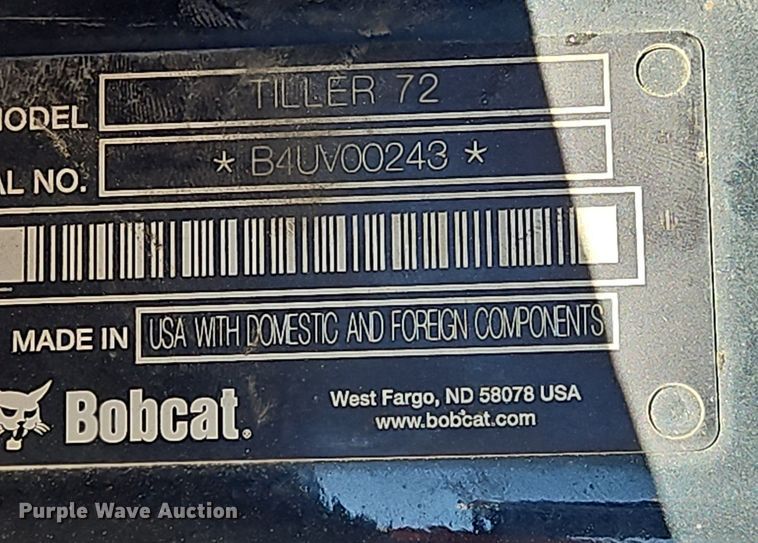 MODEL TILLER 72
AL NO. * B4UV00243 *
MADE IN USA WITH DOMESTIC AND FOREIGN COMPONENTS
Bobcat.
West Fargo, ND 58078 USA
www.bobcat.com
Purple Wave Auction